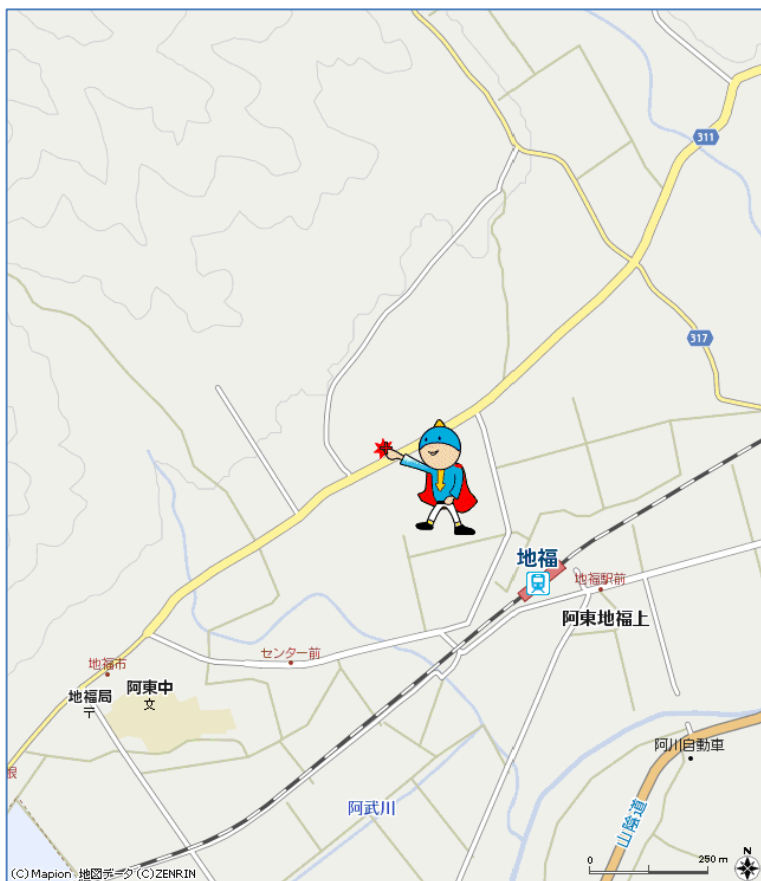 311
317
地福
地福駅前
阿東地福上
センター前
地福市
地福局
阿東中
文
根
阿川自動車
阿武川
山陰道
0 250 m
N
(C)Mapion 地図データ(C)ZENRIN